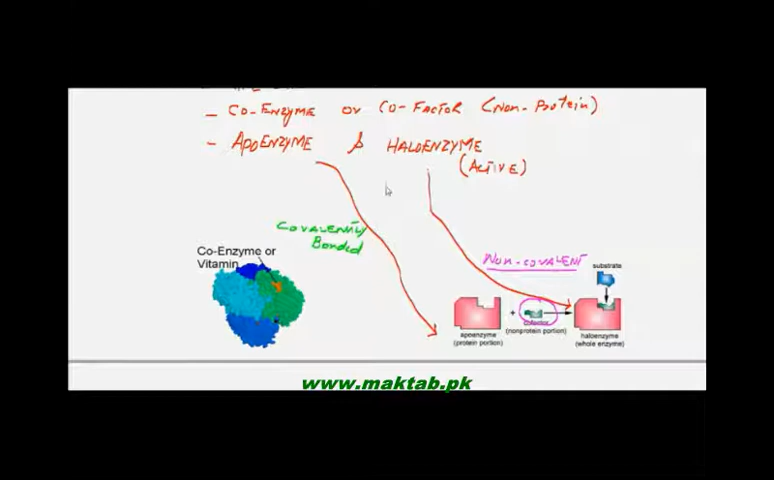 - CO-ENZYME or CO-FACTOR (Non-Protein)
- APOENZYME & HALOENZYME
(ACTIVE)
COVALENTLY
Bonded
Co-Enzyme or
Vitamin
NON-COVALENT
substrate
+
apoenzyme
(protein portion)
cofactor
(nonprotein portion)
haloenzyme
(whole enzyme)
www.maktab.pk